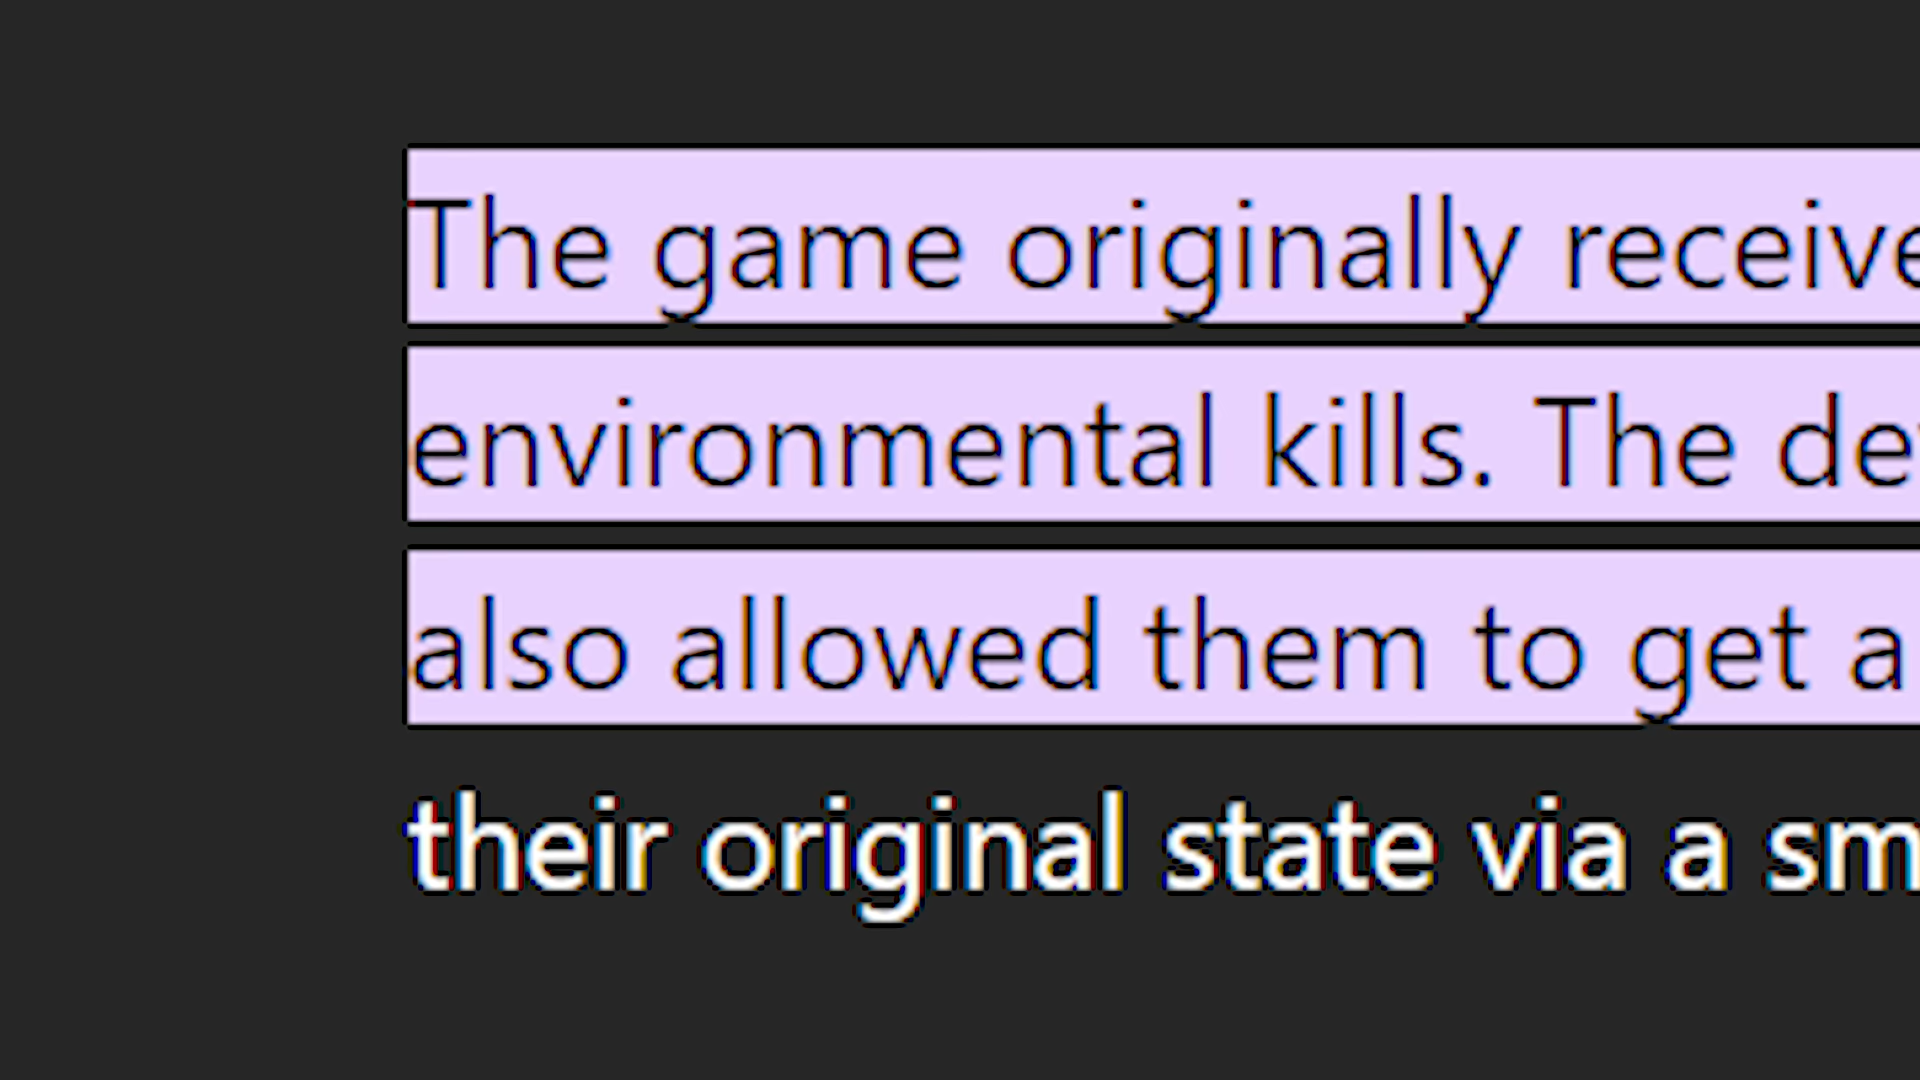 The game originally receive
environmental kills. The de
also allowed them to get a
their original state via a sm